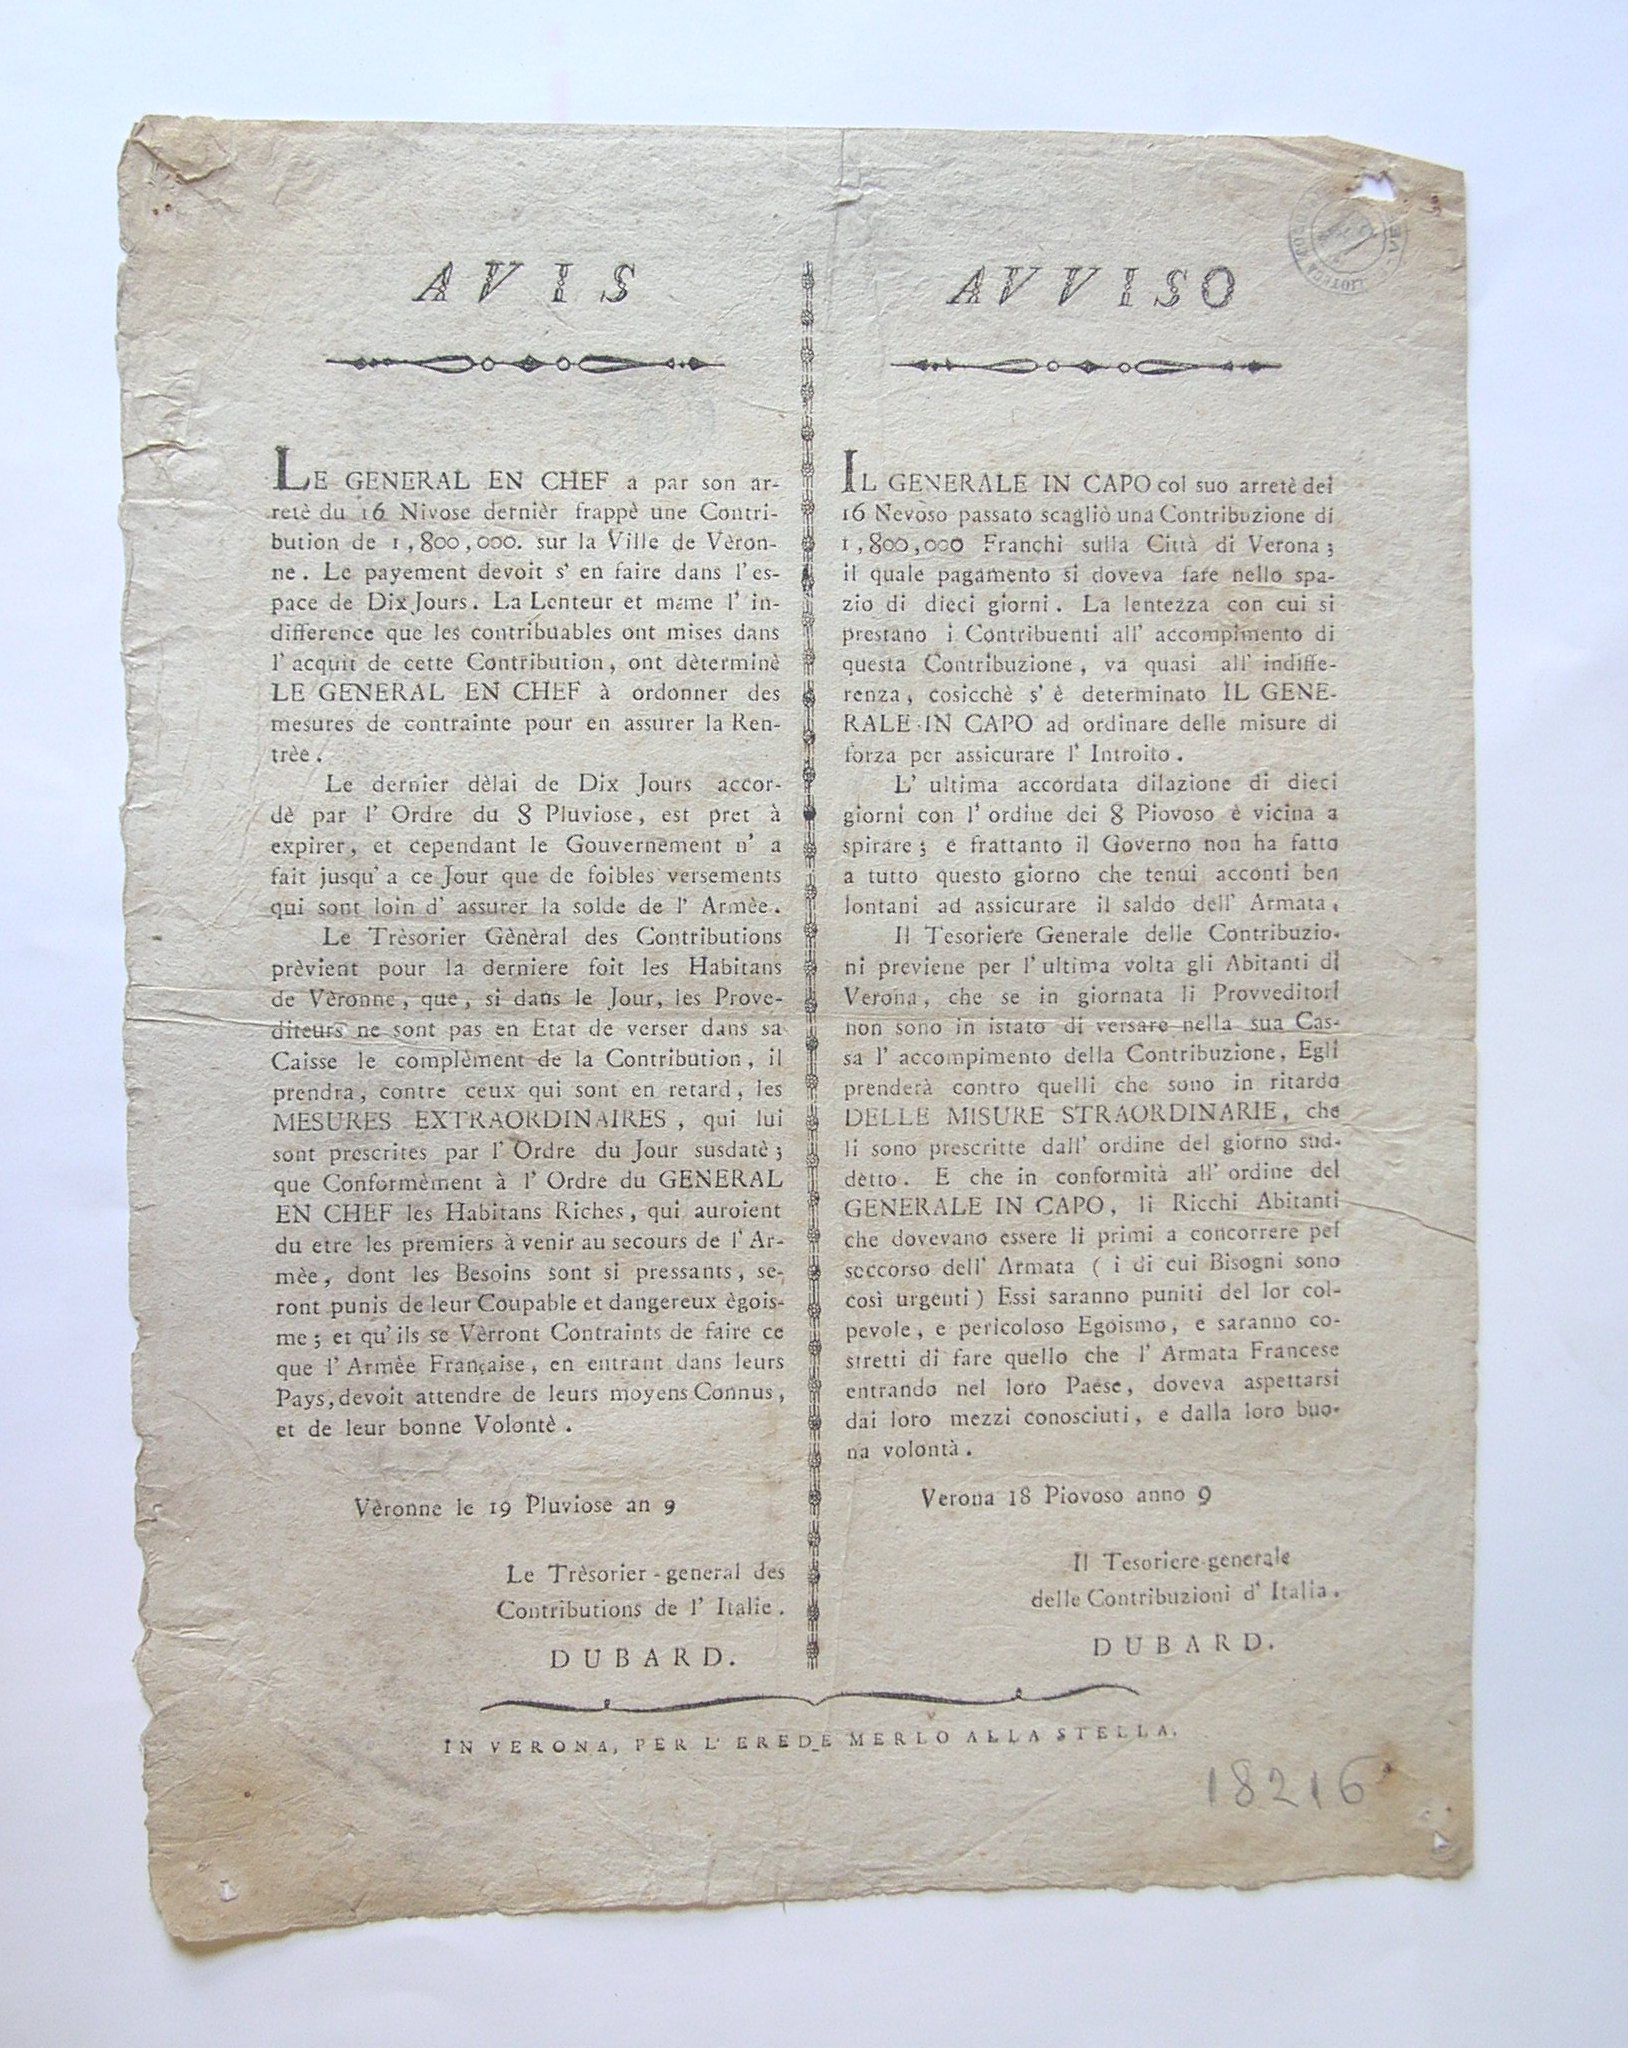 AVIS
LE GENERAL EN CHEF a par son ar-
retè du 16 Nivose dernièr frappè une Contri-
bution de 1,800,000. sur la Ville de Vèron-
ne. Le payement devoit s' en faire dans l'es-
pace de Dix Jours. La Lenteur et mame l' in-
difference que les contribuables ont mises dans
l'acquit de cette Contribution, ont dèterminè
LE GENERAL EN CHEF à ordonner des
mesures de contrainte pour en assurer la Ren-
trèe.
Le dernier dèlai de Dix Jours accor-
dè par l' Ordre du 8 Pluviose, est pret à
expirer, et cependant le Gouvernement n' a
fait jusqu' a ce Jour que de foibles versements
qui sont loin d' assurer la solde de l' Armèe.
Le Trèsorier Gènèral des Contributions
prèvient pour la derniere foit les Habitans
de Vèronne, que, si dans le Jour, les Prove-
diteurs ne sont pas en Etat de verser dans sa
Caisse le complèment de la Contribution, il
prendra, contre ceux qui sont en retard, les
MESURES EXTRAORDINAIRES, qui lui
sont prescrites par l' Ordre du Jour susdatè;
que Conformèment à l' Ordre du GENERAL
EN CHEF les Habitans Riches, qui auroient
du etre les premiers à venir au secours de l' Ar-
mèe, dont les Besoins sont si pressants, se-
ront punis de leur Coupable et dangereux ègois-
me; et qu'ils se Vèrront Contraints de faire ce
que l' Armèe Française, en entrant dans leurs
Pays, devoit attendre de leurs moyens Connus,
et de leur bonne Volontè.
Vèronne le 19 Pluviose an 9
Le Trèsorier-general des
Contributions de l' Italie.
DUBARD.
AVVISO
IL GENERALE IN CAPO col suo arretè dei
16 Nevoso passato scagliò una Contribuzione di
1,800,000 Franchi sulla Città di Verona;
il quale pagamento si doveva fare nello spa-
zio di dieci giorni. La lentezza con cui si
prestano i Contribuenti all' accompimento di
questa Contribuzione, va quasi all' indiffe-
renza, cosicchè s' è determinato IL GENE-
RALE IN CAPO ad ordinare delle misure di
forza per assicurare l' Introito.
L' ultima accordata dilazione di dieci
giorni con l' ordine dei 8 Piovoso è vicina a
spirare; e frattanto il Governo non ha fatto
a tutto questo giorno che tenui acconti ben
lontani ad assicurare il saldo dell' Armata.
Il Tesoriere Generale delle Contribuzio-
ni previene per l' ultima volta gli Abitanti di
Verona, che se in giornata li Provveditori
non sono in istato di versare nella sua Cas-
sa l' accompimento della Contribuzione, Egli
prenderà contro quelli che sono in ritardo
DELLE MISURE STRAORDINARIE, che
li sono prescritte dall' ordine del giorno sud-
detto. E che in conformità all' ordine del
GENERALE IN CAPO, li Ricchi Abitanti
che dovevano essere li primi a concorrere pel
soccorso dell' Armata ( i di cui Bisogni sono
così urgenti ) Essi saranno puniti del lor col-
pevole, e pericoloso Egoismo, e saranno co-
stretti di fare quello che l' Armata Francese
entrando nel loro Paese, doveva aspettarsi
dai loro mezzi conosciuti, e dalla loro buo-
na volontà.
Verona 18 Piovoso anno 9
Il Tesoriere-generale
delle Contribuzioni d' Italia.
DUBARD.
IN VERONA, PER L' EREDE MERLO ALLA STELLA.
18216